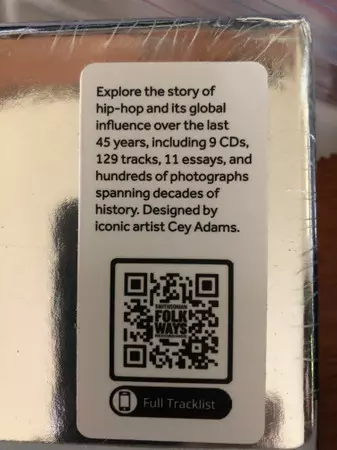 Explore the story of
hip-hop and its global
influence over the last
45 years, including 9 CDs,
129 tracks, 11 essays, and
hundreds of photographs
spanning decades of
history. Designed by
iconic artist Cey Adams.
SMITHSONIAN
FOLK
WAYS
Full Tracklist